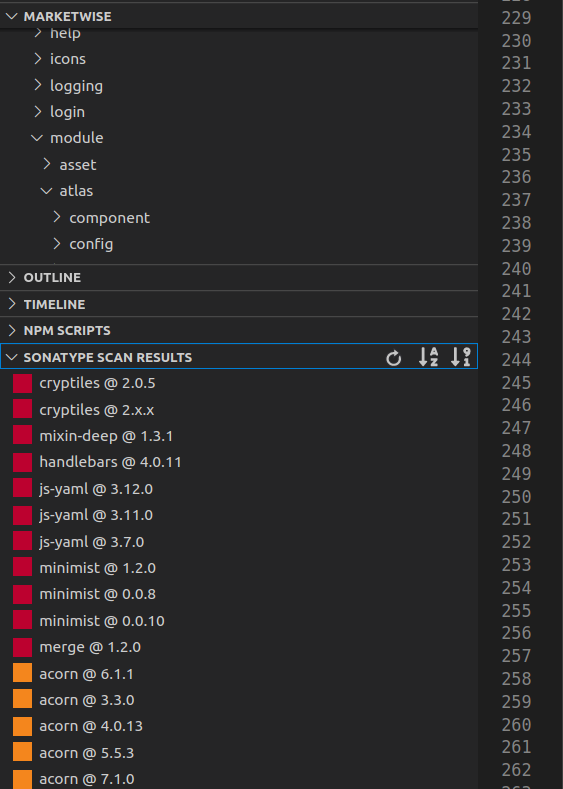 MARKETWISE
help
icons
logging
login
module
asset
atlas
component
config
OUTLINE
TIMELINE
NPM SCRIPTS
SONATYPE SCAN RESULTS
cryptiles @ 2.0.5
cryptiles @ 2.x.x
mixin-deep @ 1.3.1
handlebars @ 4.0.11
js-yaml @ 3.12.0
js-yaml @ 3.11.0
js-yaml @ 3.7.0
minimist @ 1.2.0
minimist @ 0.0.8
minimist @ 0.0.10
merge @ 1.2.0
acorn @ 6.1.1
acorn @ 3.3.0
acorn @ 4.0.13
acorn @ 5.5.3
acorn @ 7.1.0
229
230
231
232
233
234
235
236
237
238
239
240
241
242
243
244
245
246
247
248
249
250
251
252
253
254
255
256
257
258
259
260
261
262